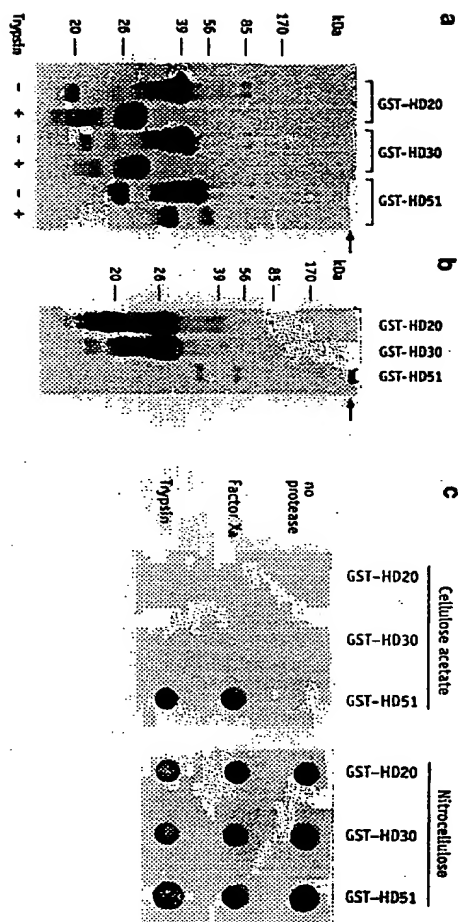 a
GST-HD20
GST-HD30
GST-HD51
kDa
170
85
56
39
26
20
Trypsin
-
+
-
+
-
+
b
GST-HD20
GST-HD30
GST-HD51
kDa
170
85
56
39
26
20
c
Cellulose acetate
Nitrocellulose
GST-HD20
GST-HD30
GST-HD51
GST-HD20
GST-HD30
GST-HD51
no
protease
Factor Xa
Trypsin